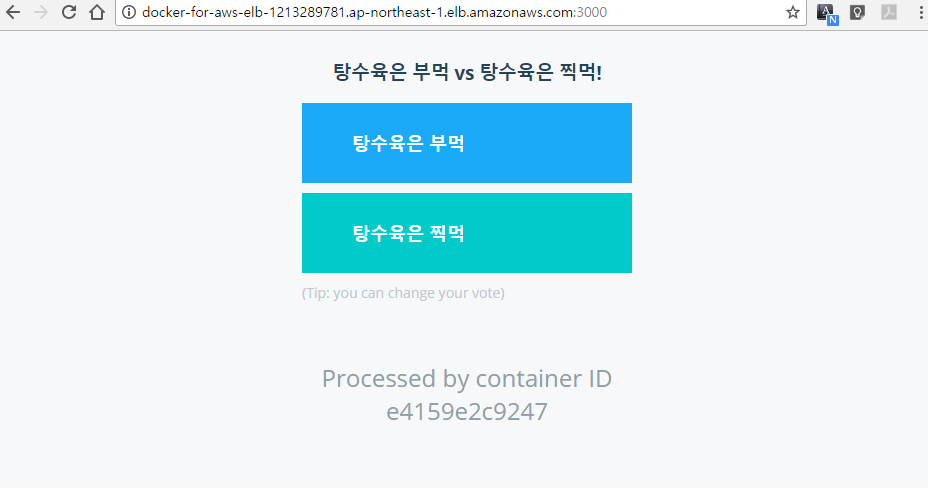 docker-for-aws-elb-1213289781.ap-northeast-1.elb.amazonaws.com:3000
A
N
탕수육은 부먹 vs 탕수육은 찍먹!
탕수육은 부먹
탕수육은 찍먹
(Tip: you can change your vote)
Processed by container ID
e4159e2c9247